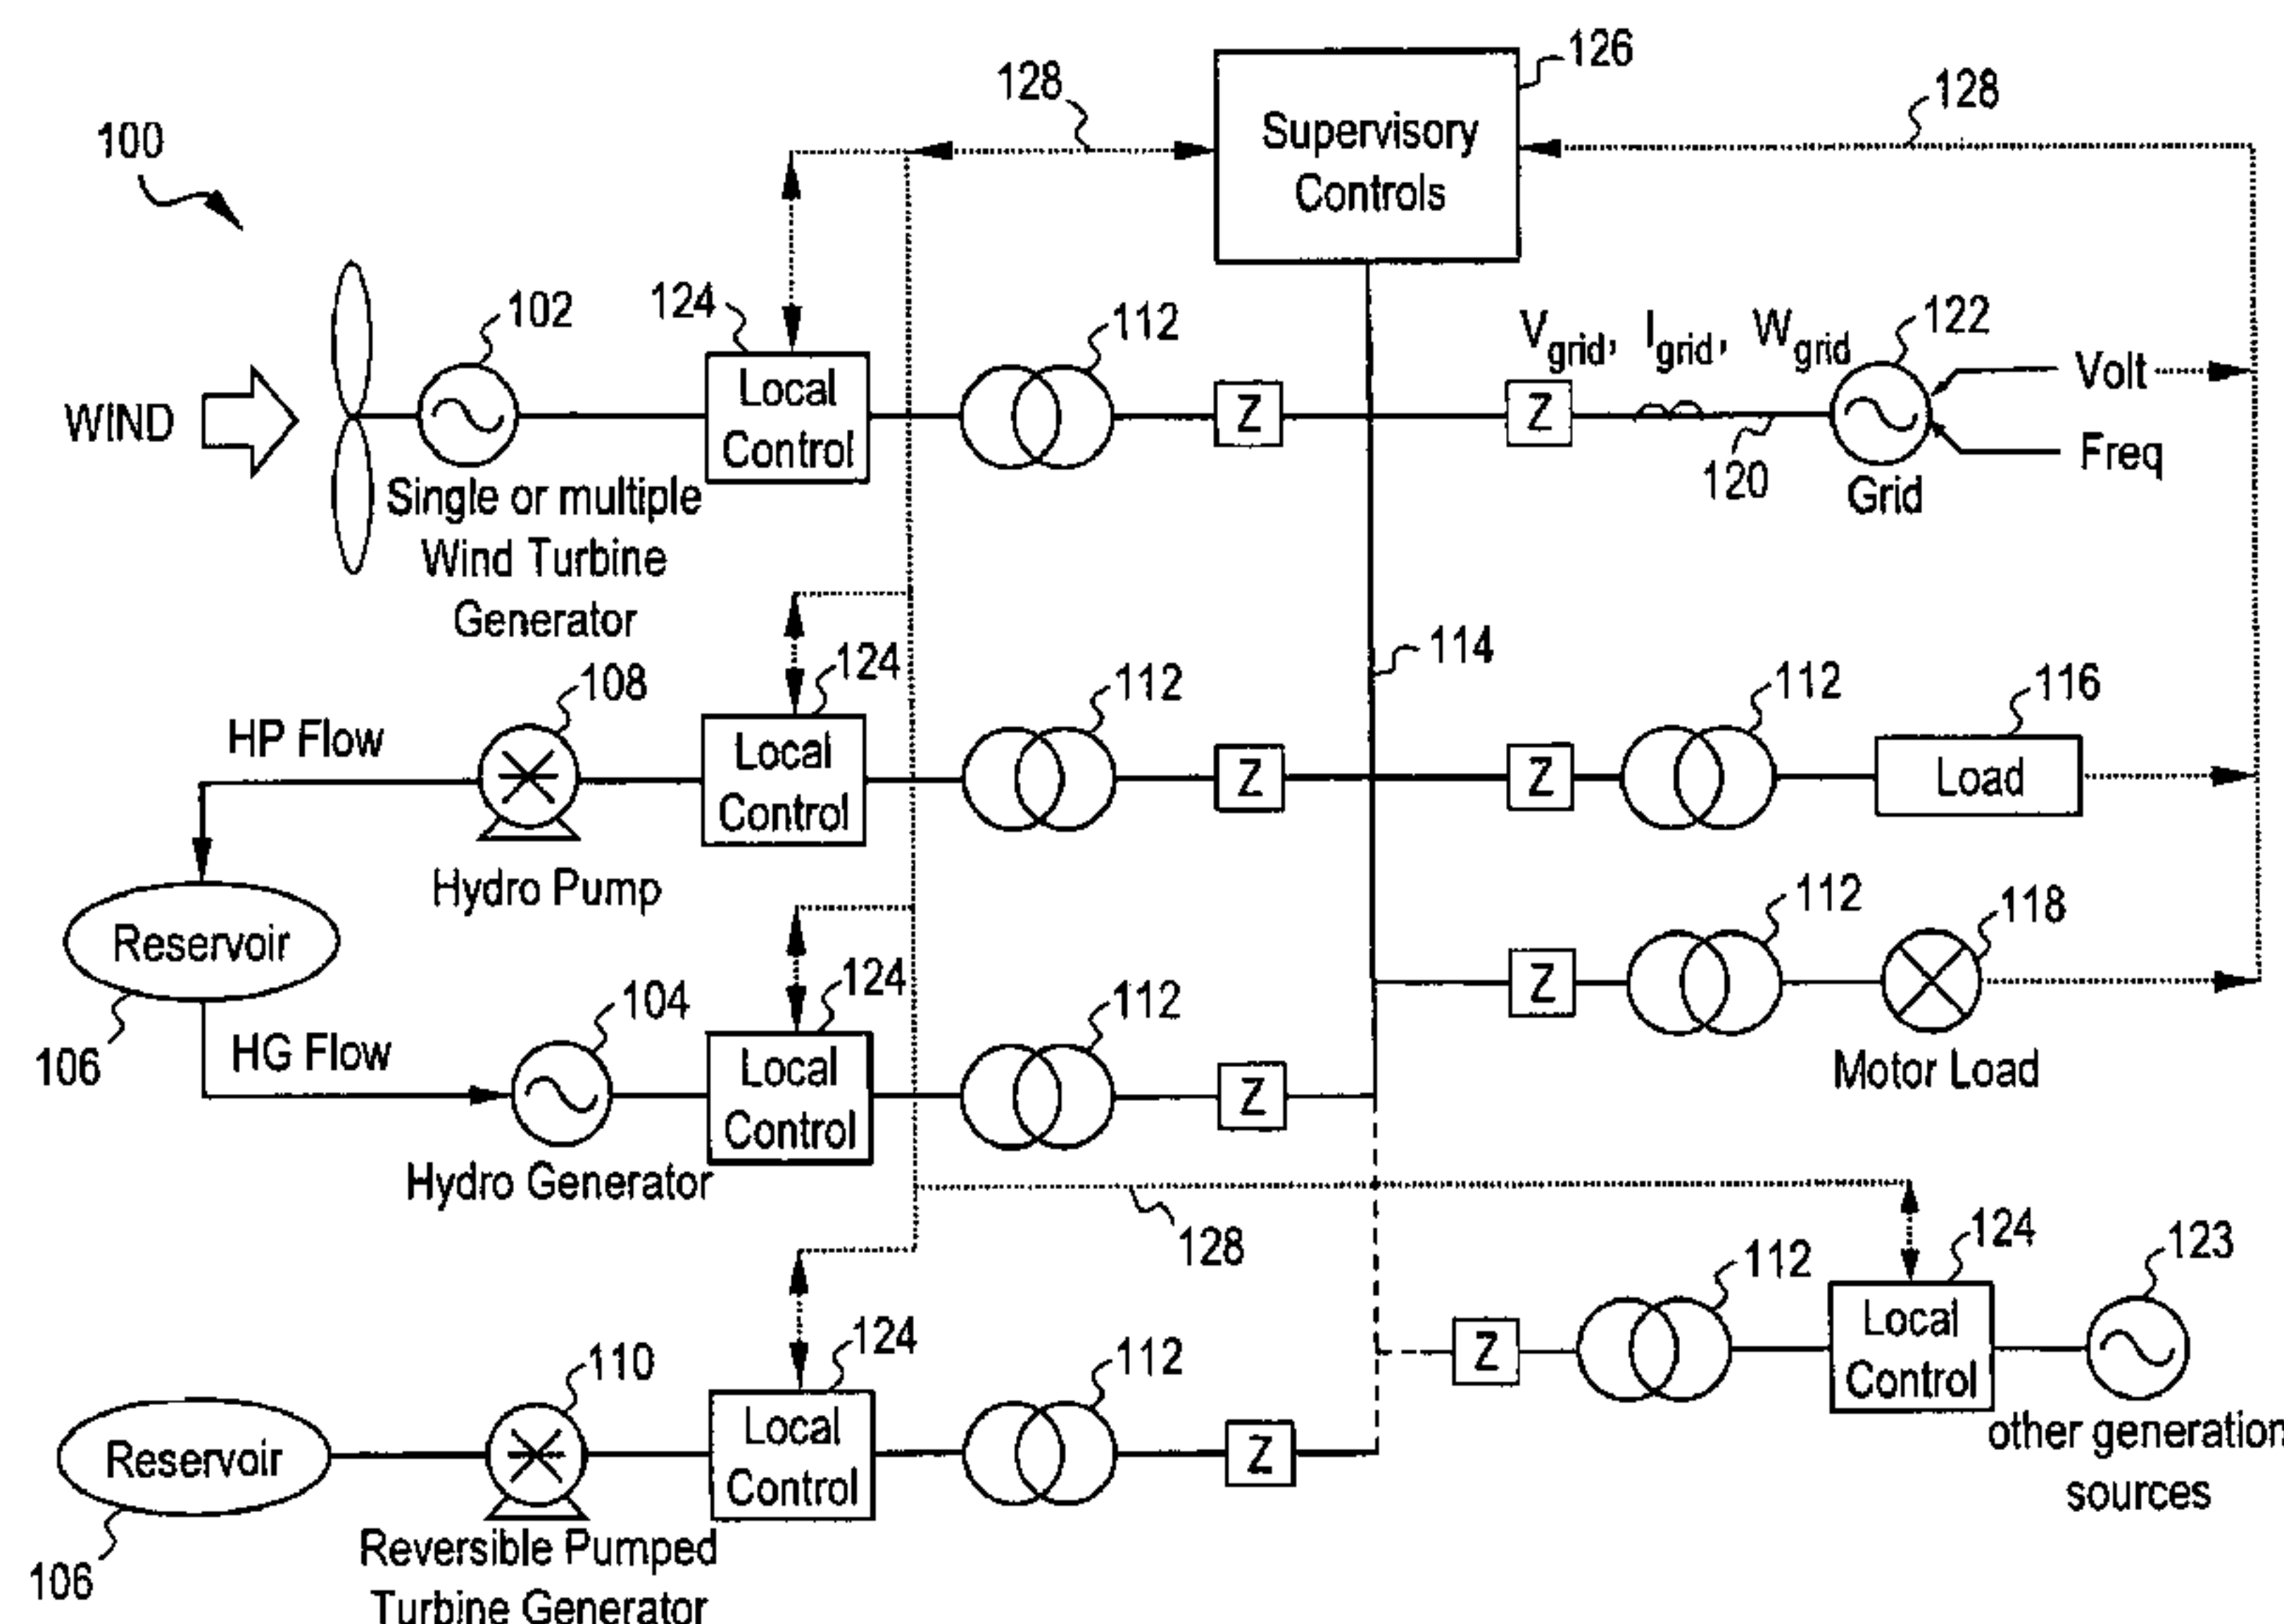 126
128
128
100
Supervisory
Controls
102
124
112
V_grid, I_grid, W_grid
122
Volt
WIND
Local
Control
Z
Z
120
Freq
Grid
Single or multiple
Wind Turbine
Generator
114
108
124
112
112
116
HP Flow
Local
Control
Z
Z
Load
Hydro Pump
Reservoir
112
118
106
HG Flow
104
124
112
Z
Motor Load
Local
Control
Z
Hydro Generator
128
124
123
112
110
124
112
Z
Local
Control
Reservoir
Local
Control
Z
other generation
sources
106
Reversible Pumped
Turbine Generator